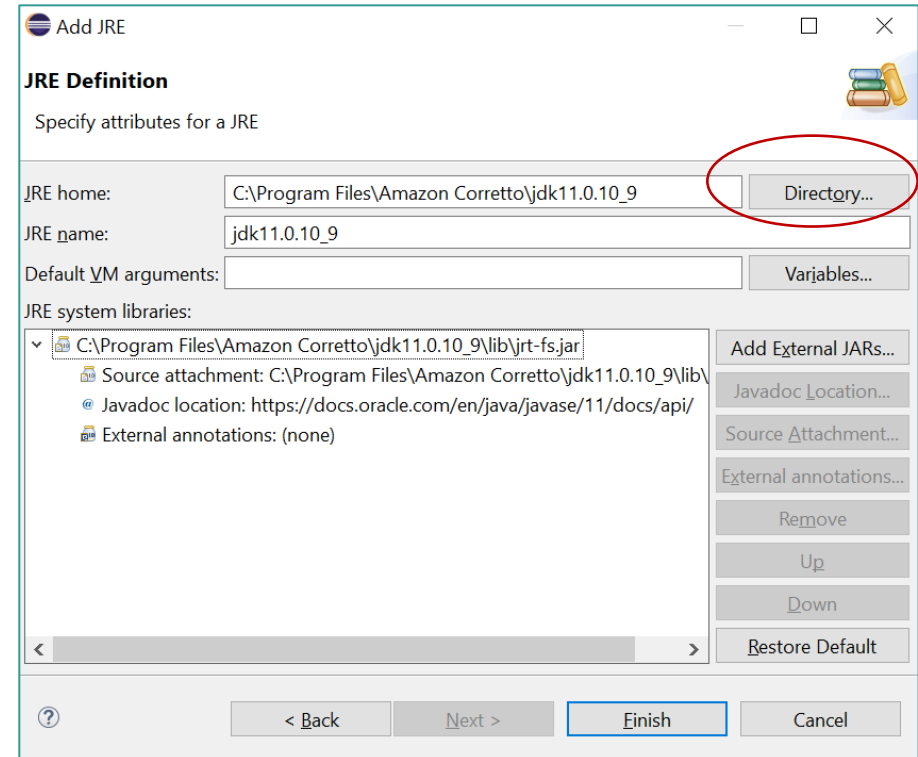 Add JRE
JRE Definition
Specify attributes for a JRE
JRE home: C:\Program Files\Amazon Corretto\jdk11.0.10_9 Directory...
JRE name: jdk11.0.10_9
Default VM arguments: Variables...
JRE system libraries:
C:\Program Files\Amazon Corretto\jdk11.0.10_9\lib\jrt-fs.jar
Source attachment: C:\Program Files\Amazon Corretto\jdk11.0.10_9\lib\
@ Javadoc location: https://docs.oracle.com/en/java/javase/11/docs/api/
External annotations: (none)
Add External JARs...
Javadoc Location...
Source Attachment...
External annotations...
Remove
Up
Down
Restore Default
? < Back Next > Finish Cancel